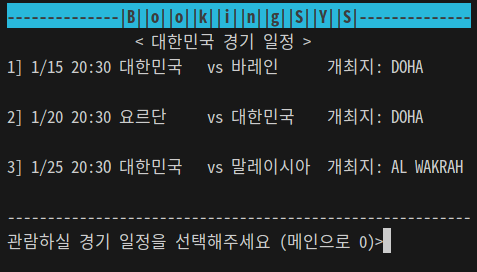 --------------|B||o||o||k||i||n||g||S||Y||S|--------------
< 대한민국 경기 일정 >
1] 1/15 20:30 대한민국 vs 바레인 개최지: DOHA
2] 1/20 20:30 요르단 vs 대한민국 개최지: DOHA
3] 1/25 20:30 대한민국 vs 말레이시아 개최지: AL WAKRAH
----------------------------------------------------------
관람하실 경기 일정을 선택해주세요 (메인으로 0)>